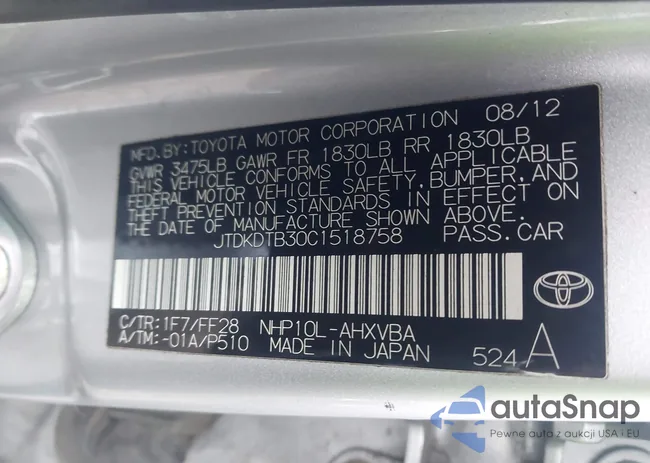 MFD.BY:TOYOTA MOTOR CORPORATION 08/12
GVWR 3475LB GAWR FR 1830LB RR 1830LB
THIS VEHICLE CONFORMS TO ALL APPLICABLE
FEDERAL MOTOR VEHICLE SAFETY,BUMPER,AND
THEFT PREVENTION STANDARDS IN EFFECT ON
THE DATE OF MANUFACTURE SHOWN ABOVE.
JTDKDTB30C1518758 PASS.CAR
C/TR:1F7/FF28 NHP10L-AHXVBA
A/TM:-01A/P510 MADE IN JAPAN 524A
autaSnap
Pewne auta z aukcji USA i EU